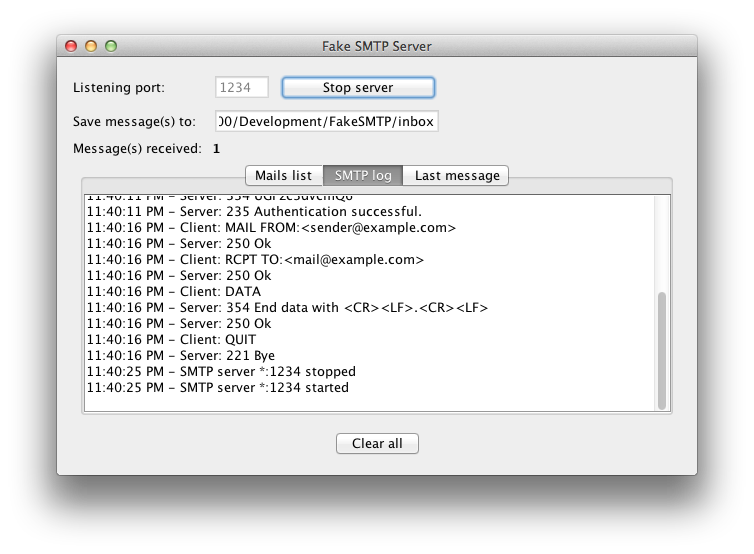 Fake SMTP Server
Listening port: 1234 Stop server
Save message(s) to: 00/Development/FakeSMTP/inbox
Message(s) received: 1
Mails list SMTP log Last message
11:40:11 PM – Server: 334
11:40:11 PM – Server: 235 Authentication successful.
11:40:16 PM – Client: MAIL FROM:<sender@example.com>
11:40:16 PM – Server: 250 Ok
11:40:16 PM – Client: RCPT TO:<mail@example.com>
11:40:16 PM – Server: 250 Ok
11:40:16 PM – Client: DATA
11:40:16 PM – Server: 354 End data with <CR><LF>.<CR><LF>
11:40:16 PM – Server: 250 Ok
11:40:16 PM – Client: QUIT
11:40:16 PM – Server: 221 Bye
11:40:25 PM – SMTP server *:1234 stopped
11:40:25 PM – SMTP server *:1234 started
Clear all